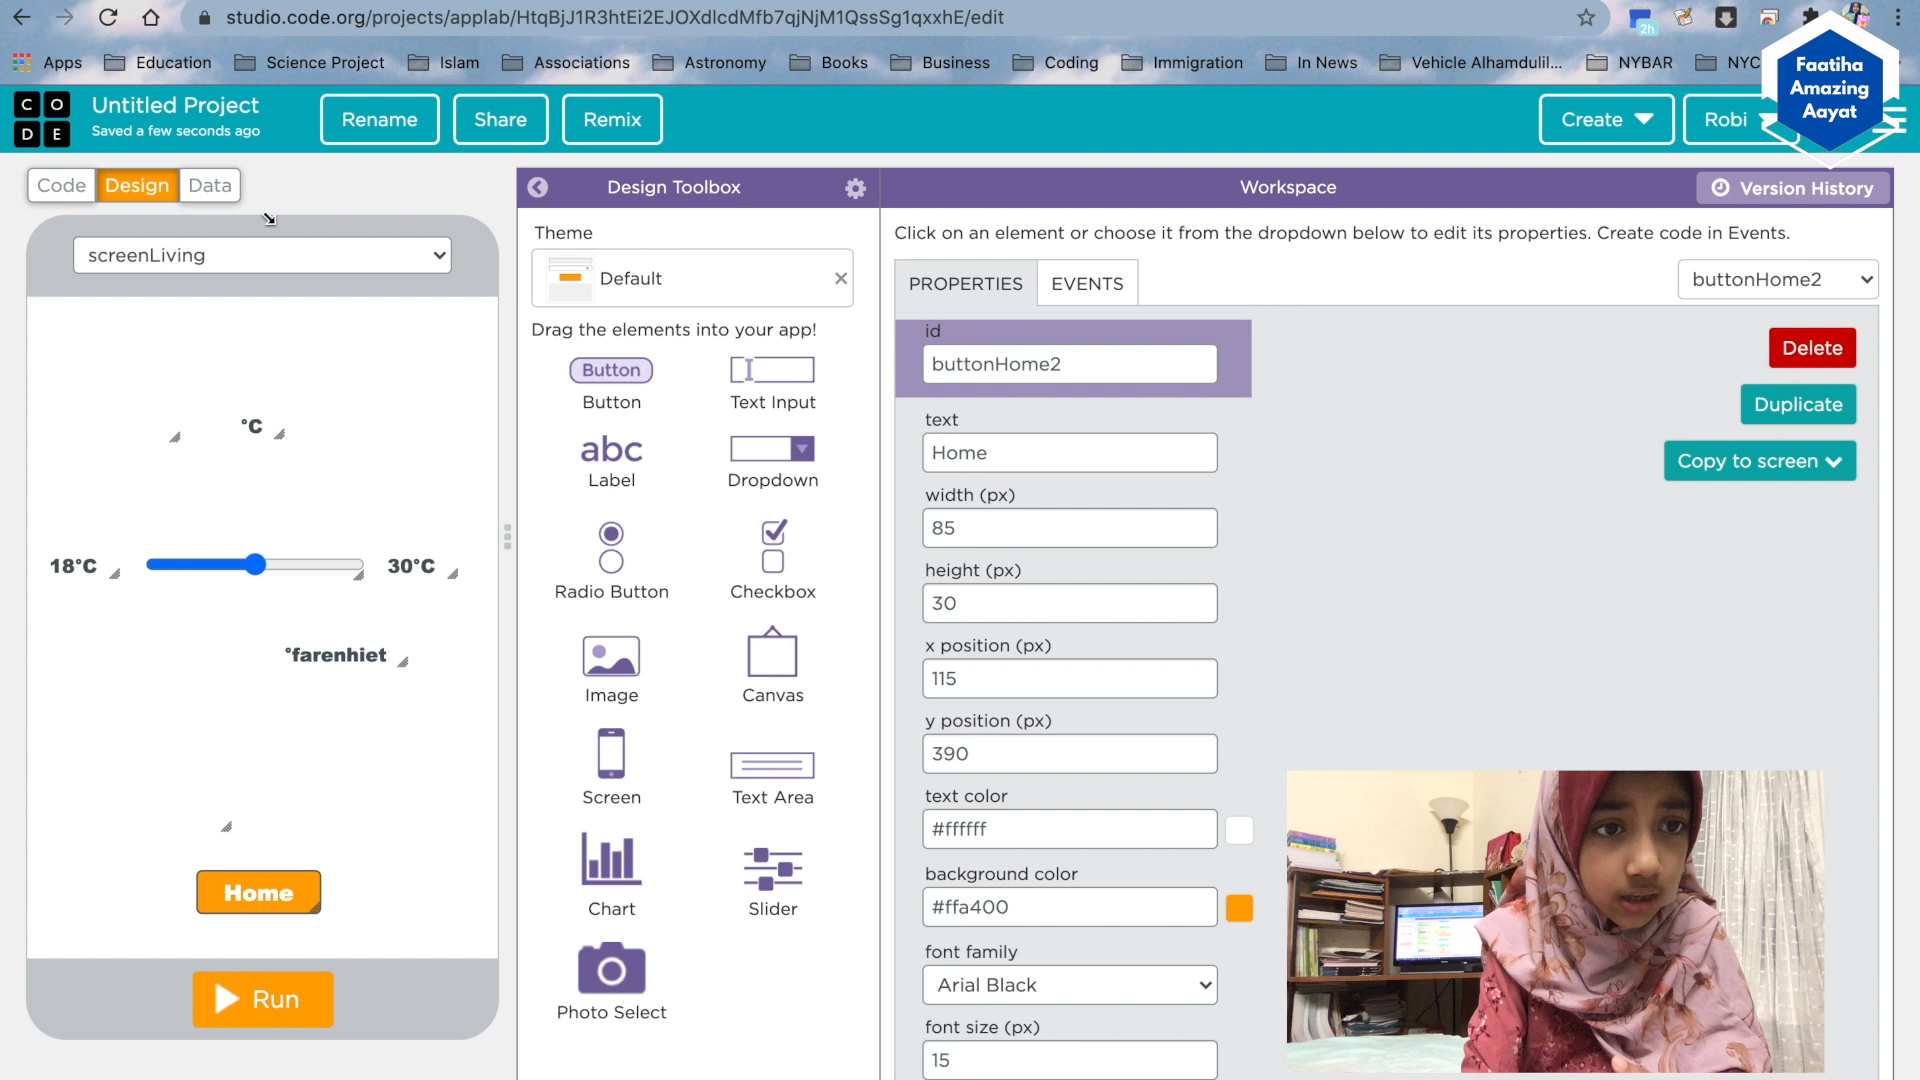 studio.code.org/projects/applab/HtqBjJ1R3htEi2EJOXdlcdMfb7qjNjM1QssSg1qxxhE/edit
2h
Apps
Education
Science Project
Islam
Associations
Astronomy
Books
Business
Coding
Immigration
In News
Vehicle Alhamdulil...
NYBAR
NYC
Faatiha
Amazing
Aayat
C O
D E
Untitled Project
Saved a few seconds ago
Rename
Share
Remix
Create
Robi
Code
Design
Data
Design Toolbox
Workspace
Version History
screenLiving
Theme
Default
Click on an element or choose it from the dropdown below to edit its properties. Create code in Events.
PROPERTIES
EVENTS
buttonHome2
Drag the elements into your app!
Button
Button
Text Input
abc
Label
Dropdown
Radio Button
Checkbox
Image
Canvas
Screen
Text Area
Chart
Slider
Photo Select
°C
18°C
30°C
°farenhiet
Home
Run
id
buttonHome2
text
Home
width (px)
85
height (px)
30
x position (px)
115
y position (px)
390
text color
#ffffff
background color
#ffa400
font family
Arial Black
font size (px)
15
Delete
Duplicate
Copy to screen